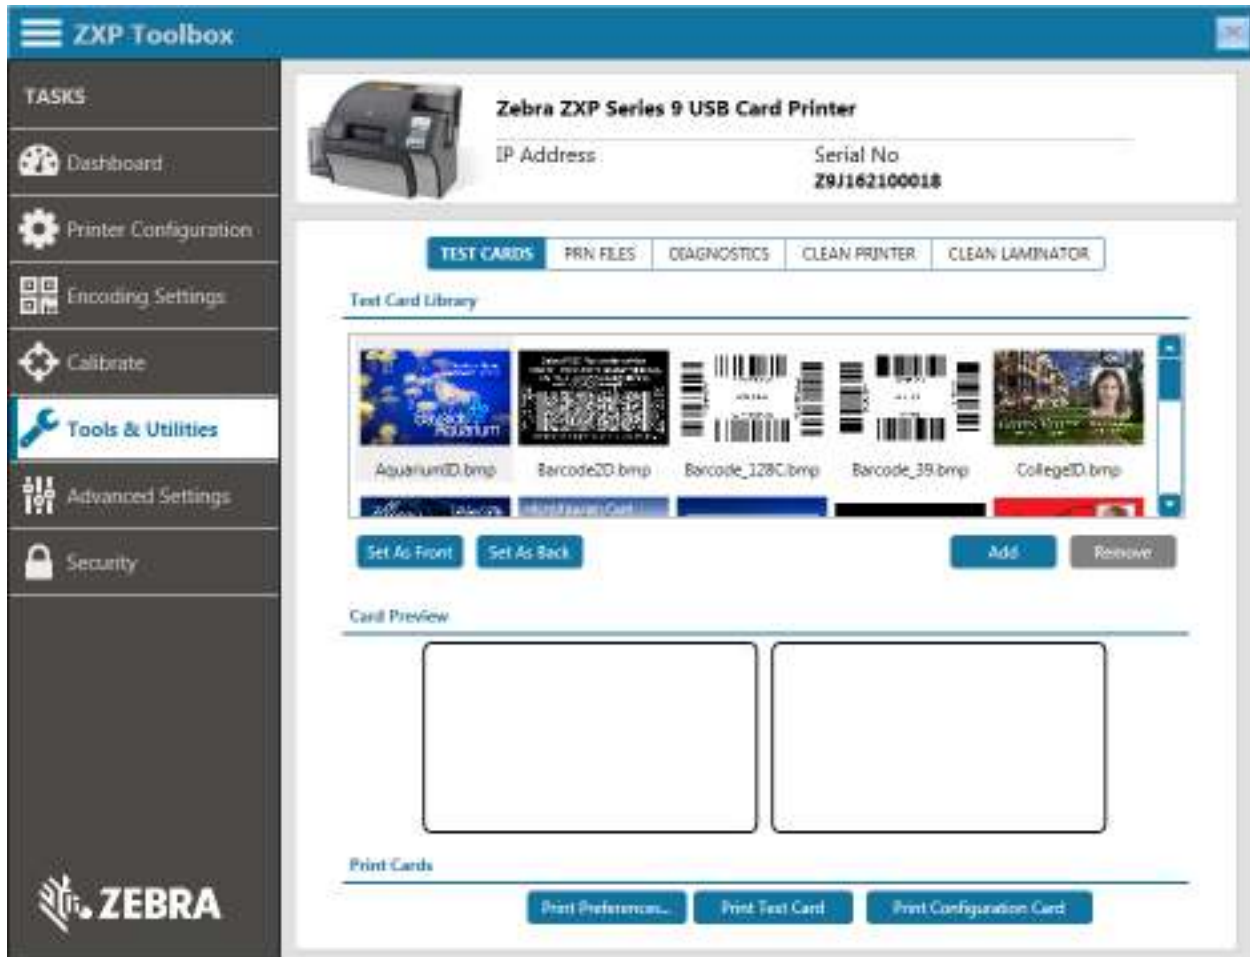 ZXP Toolbox
TASKS
Dashboard
Printer Configuration
Encoding Settings
Calibrate
Tools & Utilities
Advanced Settings
Security
ZEBRA
Zebra ZXP Series 9 USB Card Printer
IP Address Serial No
Z9J162100018
TEST CARDS PRN FILES DIAGNOSTICS CLEAN PRINTER CLEAN LAMINATOR
Test Card Library
Aquarium
AquariumID.bmp Barcode2D.bmp Barcode_128C.bmp Barcode_39.bmp CollegeID.bmp
Set As Front Set As Back Add Remove
Card Preview
Print Cards
Print Preferences... Print Test Card Print Configuration Card